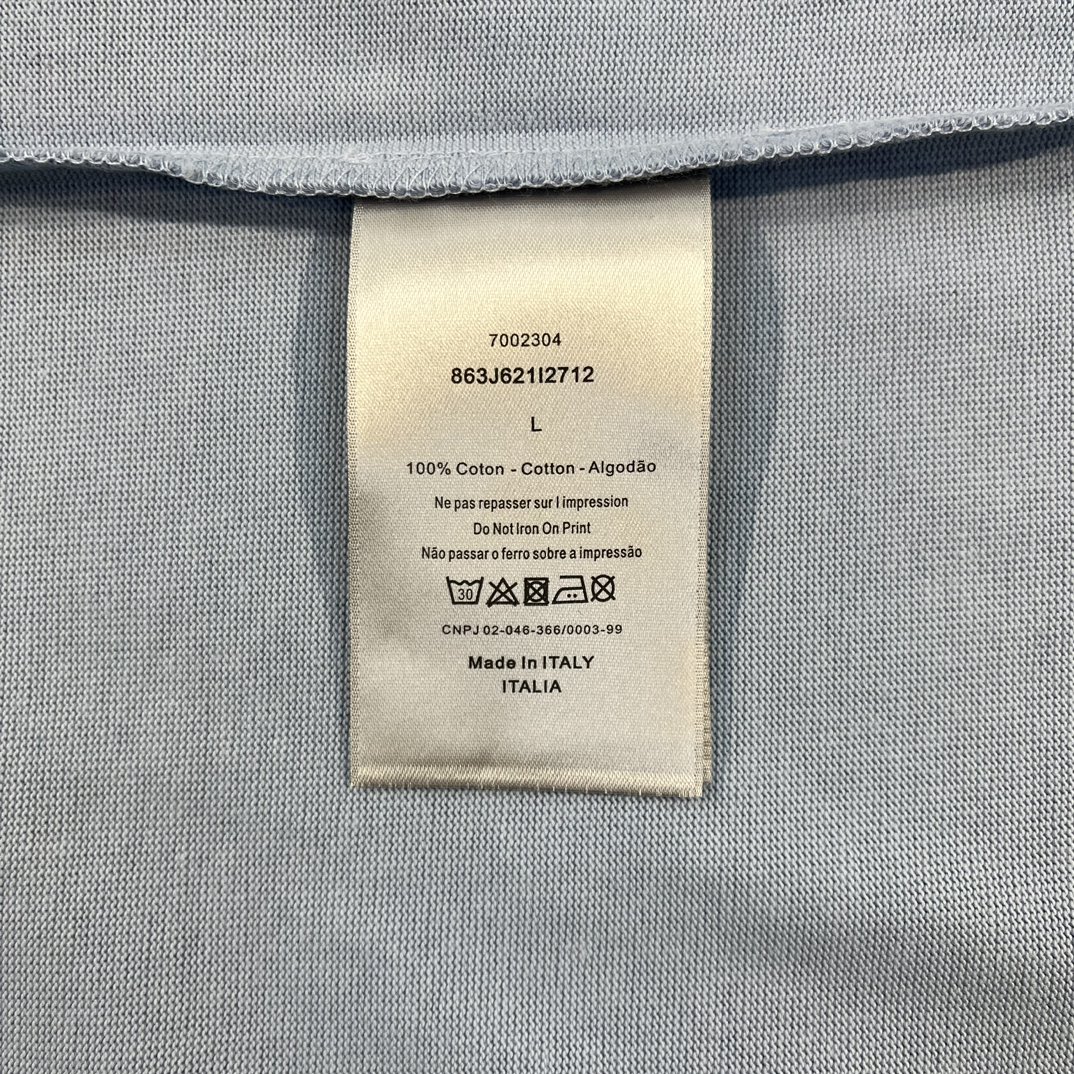 7002304
863J621I2712
L
100% Coton - Cotton - Algodão
Ne pas repasser sur l impression
Do Not Iron On Print
Não passar o ferro sobre a impressão
30
CNPJ 02-046-366/0003-99
Made In ITALY
ITALIA